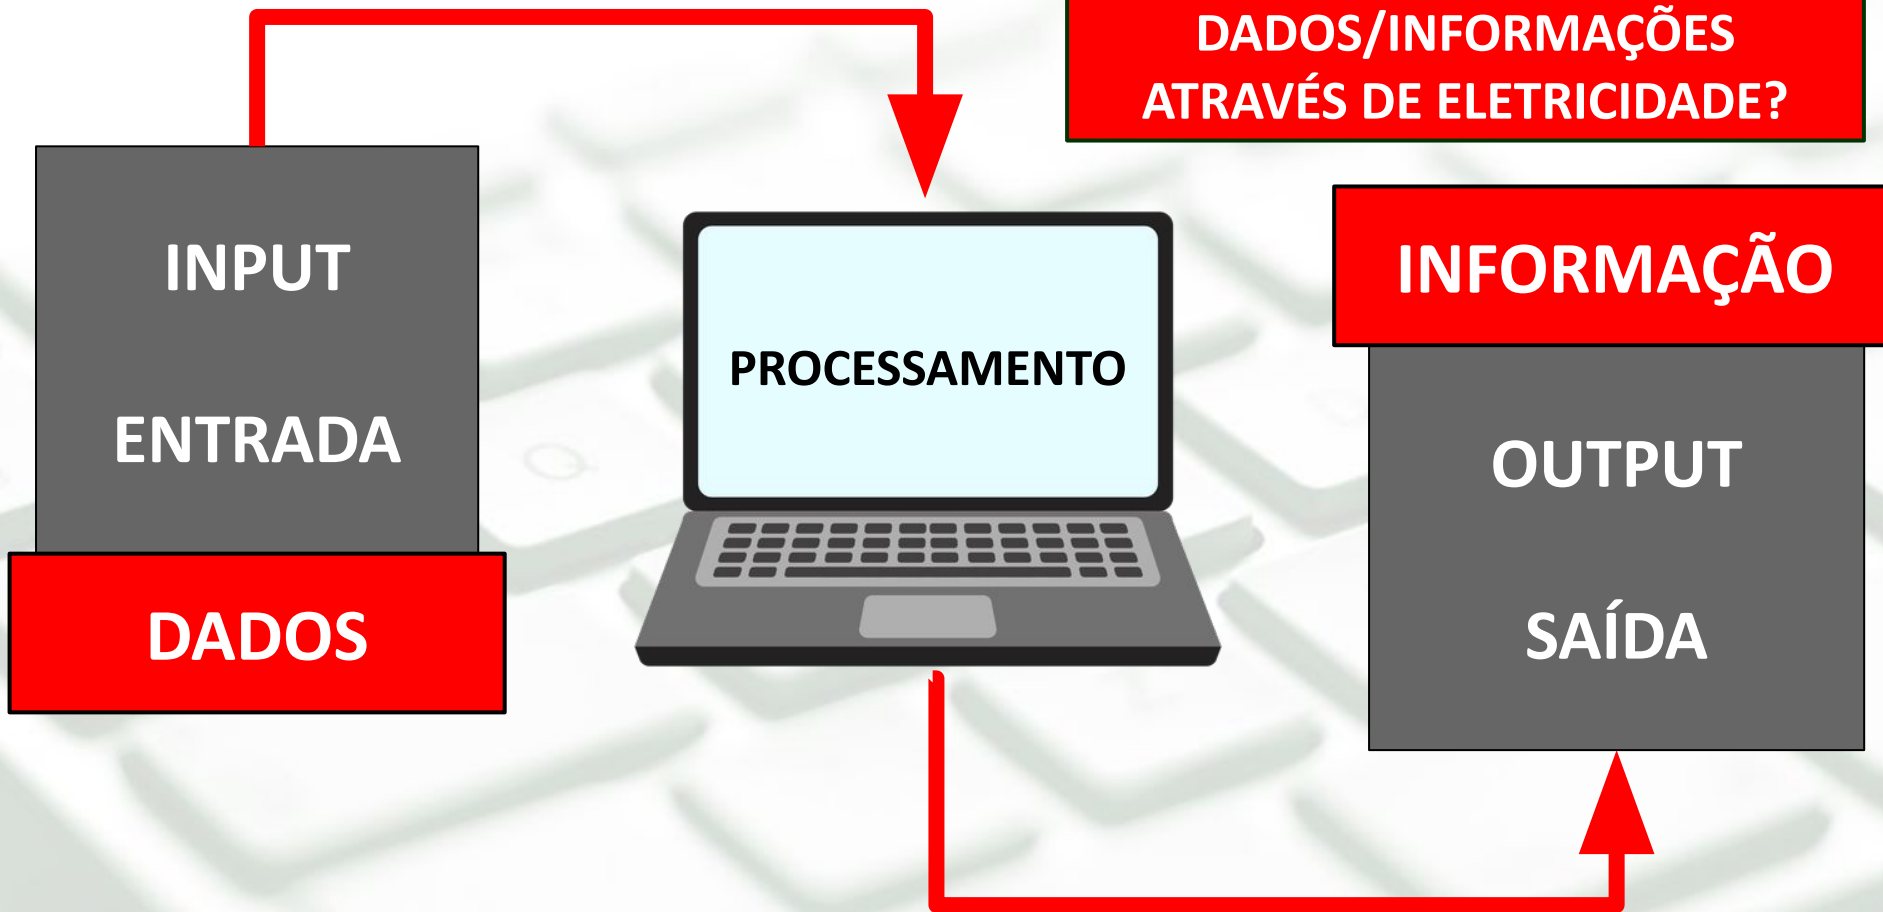 DADOS/INFORMAÇÕES
ATRAVÉS DE ELETRICIDADE?
INPUT
ENTRADA
DADOS
PROCESSAMENTO
INFORMAÇÃO
OUTPUT
SAÍDA